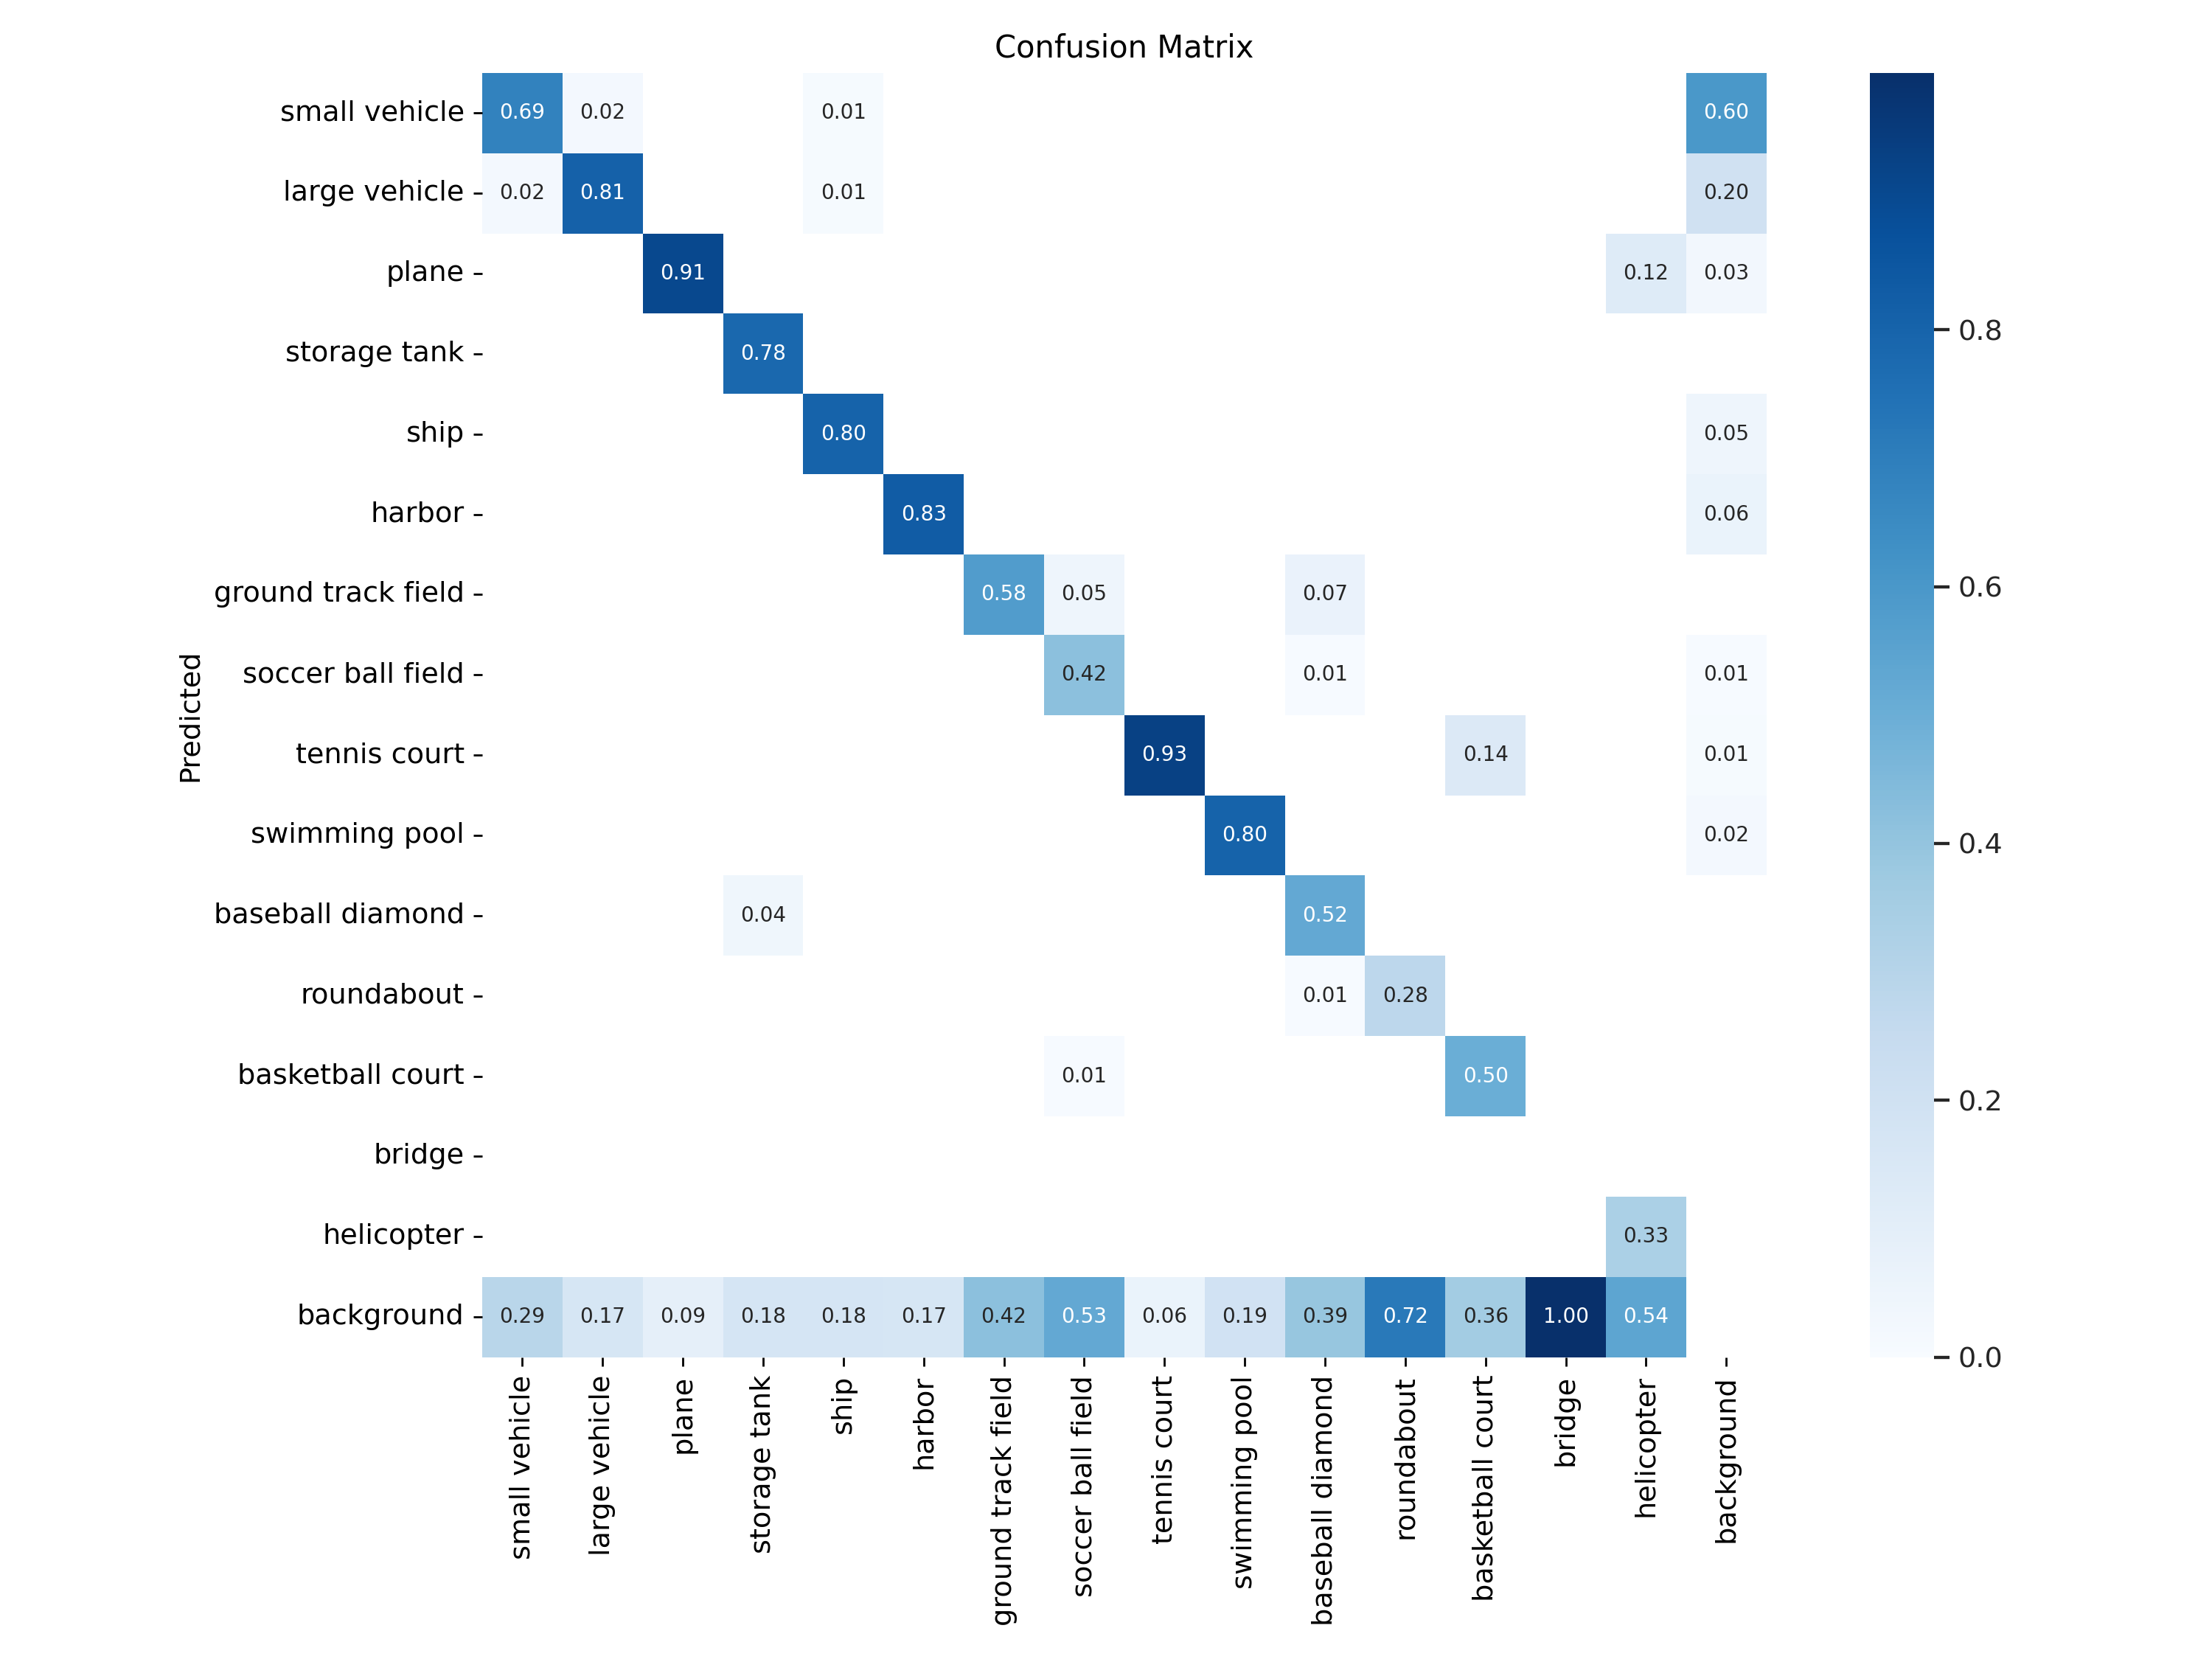 Confusion Matrix
small vehicle 0.69 0.02 0.01 0.60
large vehicle 0.02 0.81 0.01 0.20
plane 0.91 0.12 0.03
0.8
storage tank 0.78
ship 0.80 0.05
harbor 0.83 0.06
0.6
ground track field 0.58 0.05 0.07
soccer ball field 0.42 0.01 0.01
Predicted
tennis court 0.93 0.14 0.01
swimming pool 0.80 0.02
0.4
baseball diamond 0.04 0.52
roundabout 0.01 0.28
basketball court 0.01 0.50
0.2
bridge
helicopter 0.33
background 0.29 0.17 0.09 0.18 0.18 0.17 0.42 0.53 0.06 0.19 0.39 0.72 0.36 1.00 0.54
0.0
small vehicle
large vehicle
plane
storage tank
ship
harbor
ground track field
soccer ball field
tennis court
swimming pool
baseball diamond
roundabout
basketball court
bridge
helicopter
background